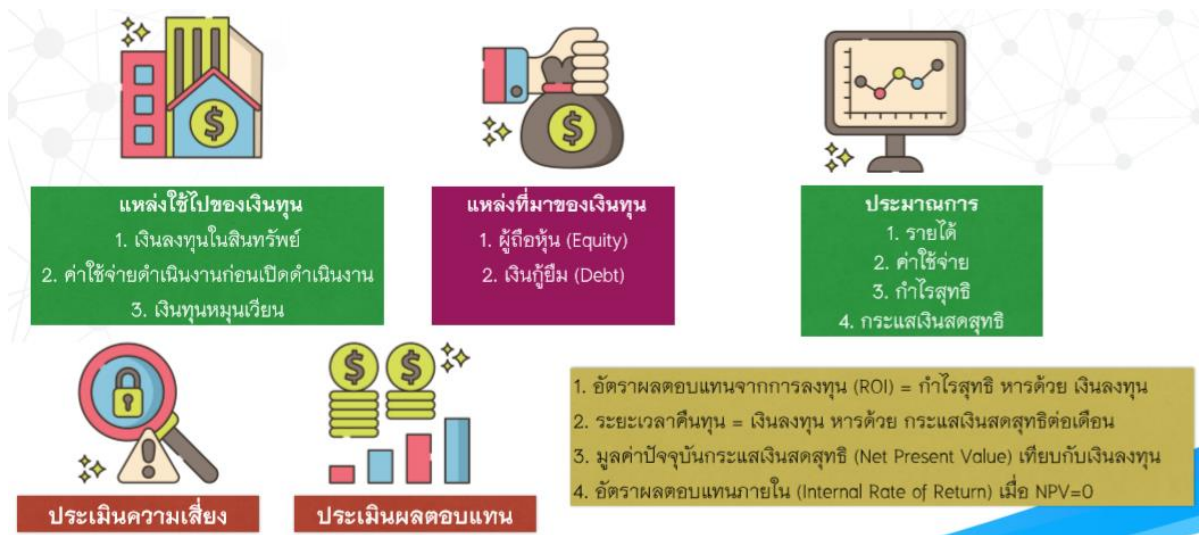 แหล่งใช้ไปของเงินทุน
1. เงินลงทุนในสินทรัพย์
2. ค่าใช้จ่ายดำเนินงานก่อนเปิดดำเนินงาน
3. เงินทุนหมุนเวียน
แหล่งที่มาของเงินทุน
1. ผู้ถือหุ้น (Equity)
2. เงินกู้ยืม (Debt)
ประมาณการ
1. รายได้
2. ค่าใช้จ่าย
3. กำไรสุทธิ
4. กระแสเงินสดสุทธิ
ประเมินความเสี่ยง
ประเมินผลตอบแทน
1. อัตราผลตอบแทนจากการลงทุน (ROI) = กำไรสุทธิ หารด้วย เงินลงทุน
2. ระยะเวลาคืนทุน = เงินลงทุน หารด้วย กระแสเงินสดสุทธิต่อเดือน
3. มูลค่าปัจจุบันกระแสเงินสดสุทธิ (Net Present Value) เทียบกับเงินลงทุน
4. อัตราผลตอบแทนภายใน (Internal Rate of Return) เมื่อ NPV=0